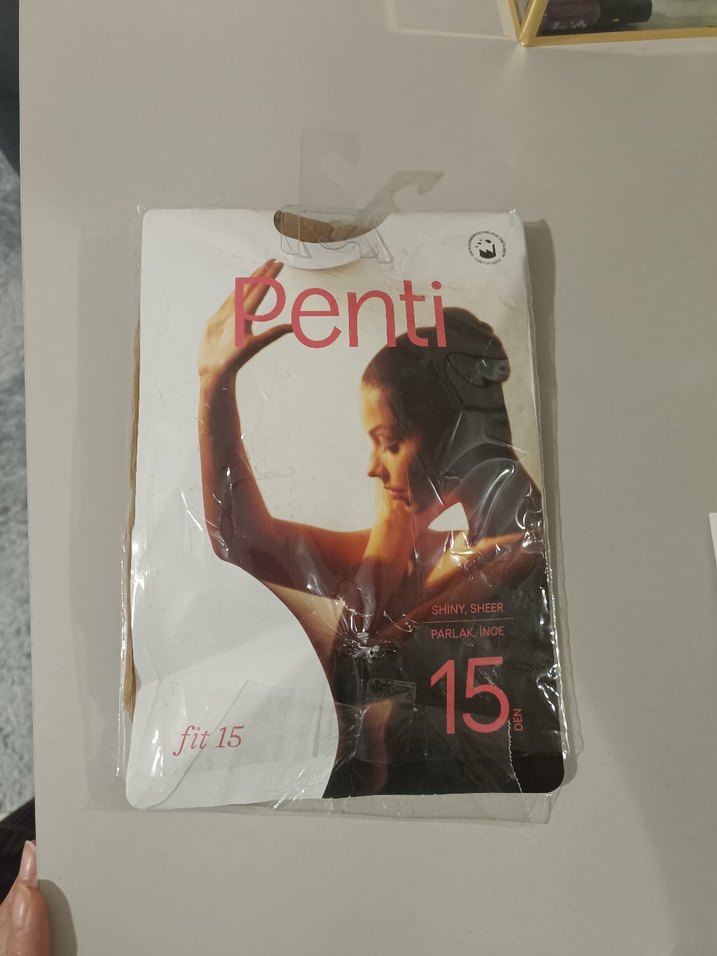 Penti
SHINY, SHEER
PARLAK, İNCE
15
DEN
fit 15